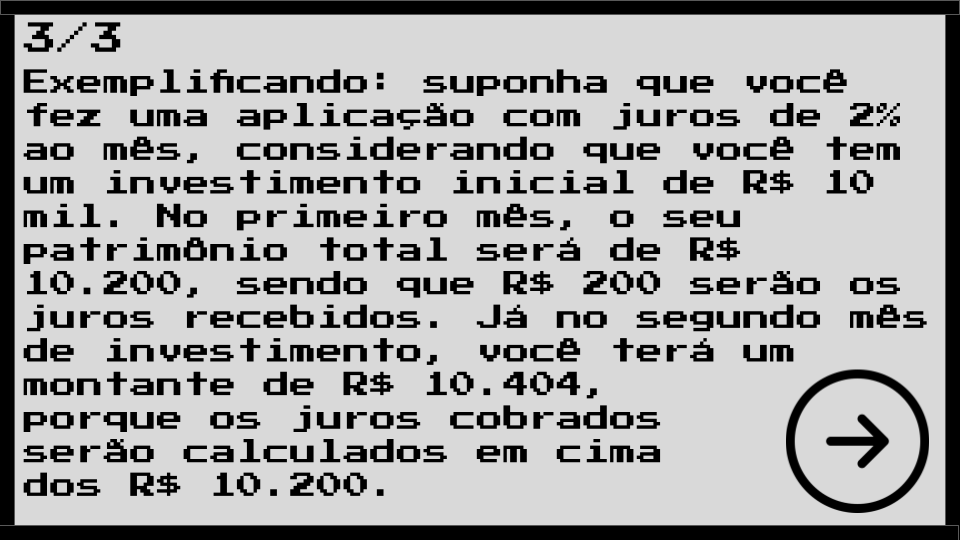 3/3
Exemplificando: suponha que você
fez uma aplicação com juros de 2%
ao mês, considerando que você tem
um investimento inicial de R$ 10
mil. No primeiro mês, o seu
patrimônio total será de R$
10.200, sendo que R$ 200 serão os
juros recebidos. Já no segundo mês
de investimento, você terá um
montante de R$ 10.404,
porque os juros cobrados
serão calculados em cima
dos R$ 10.200.